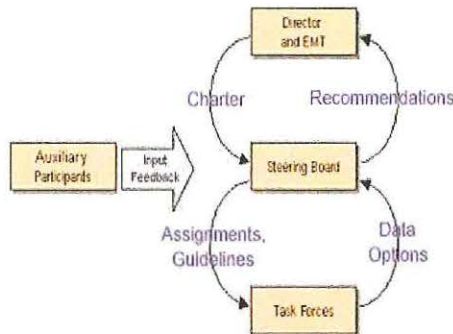 Director
and EMT
Charter
Recommendations
Auxiliary
Participants
Input
Feedback
Steering Board
Assignments,
Guidelines
Data
Options
Task Forces